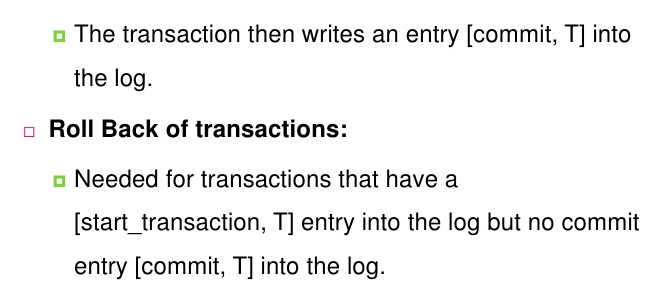 The transaction then writes an entry [commit, T] into
the log.
Roll Back of transactions:
Needed for transactions that have a
[start_transaction, T] entry into the log but no commit
entry [commit, T] into the log.